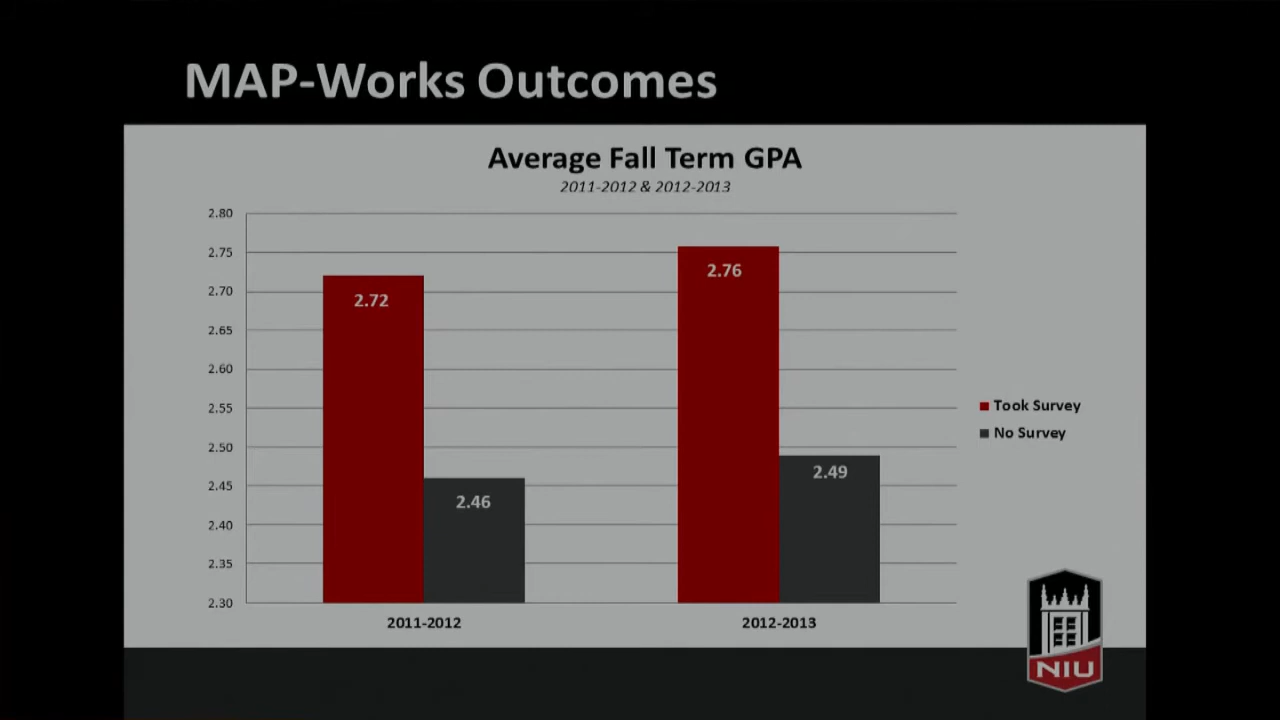 MAP-Works Outcomes
Average Fall Term GPA
2011-2012 & 2012-2013
2.80
2.75
2.70
2.65
2.60
2.55
2.50
2.45
2.40
2.35
2.30
2.72
2.46
2.76
2.49
2011-2012
2012-2013
Took Survey
No Survey
NIU